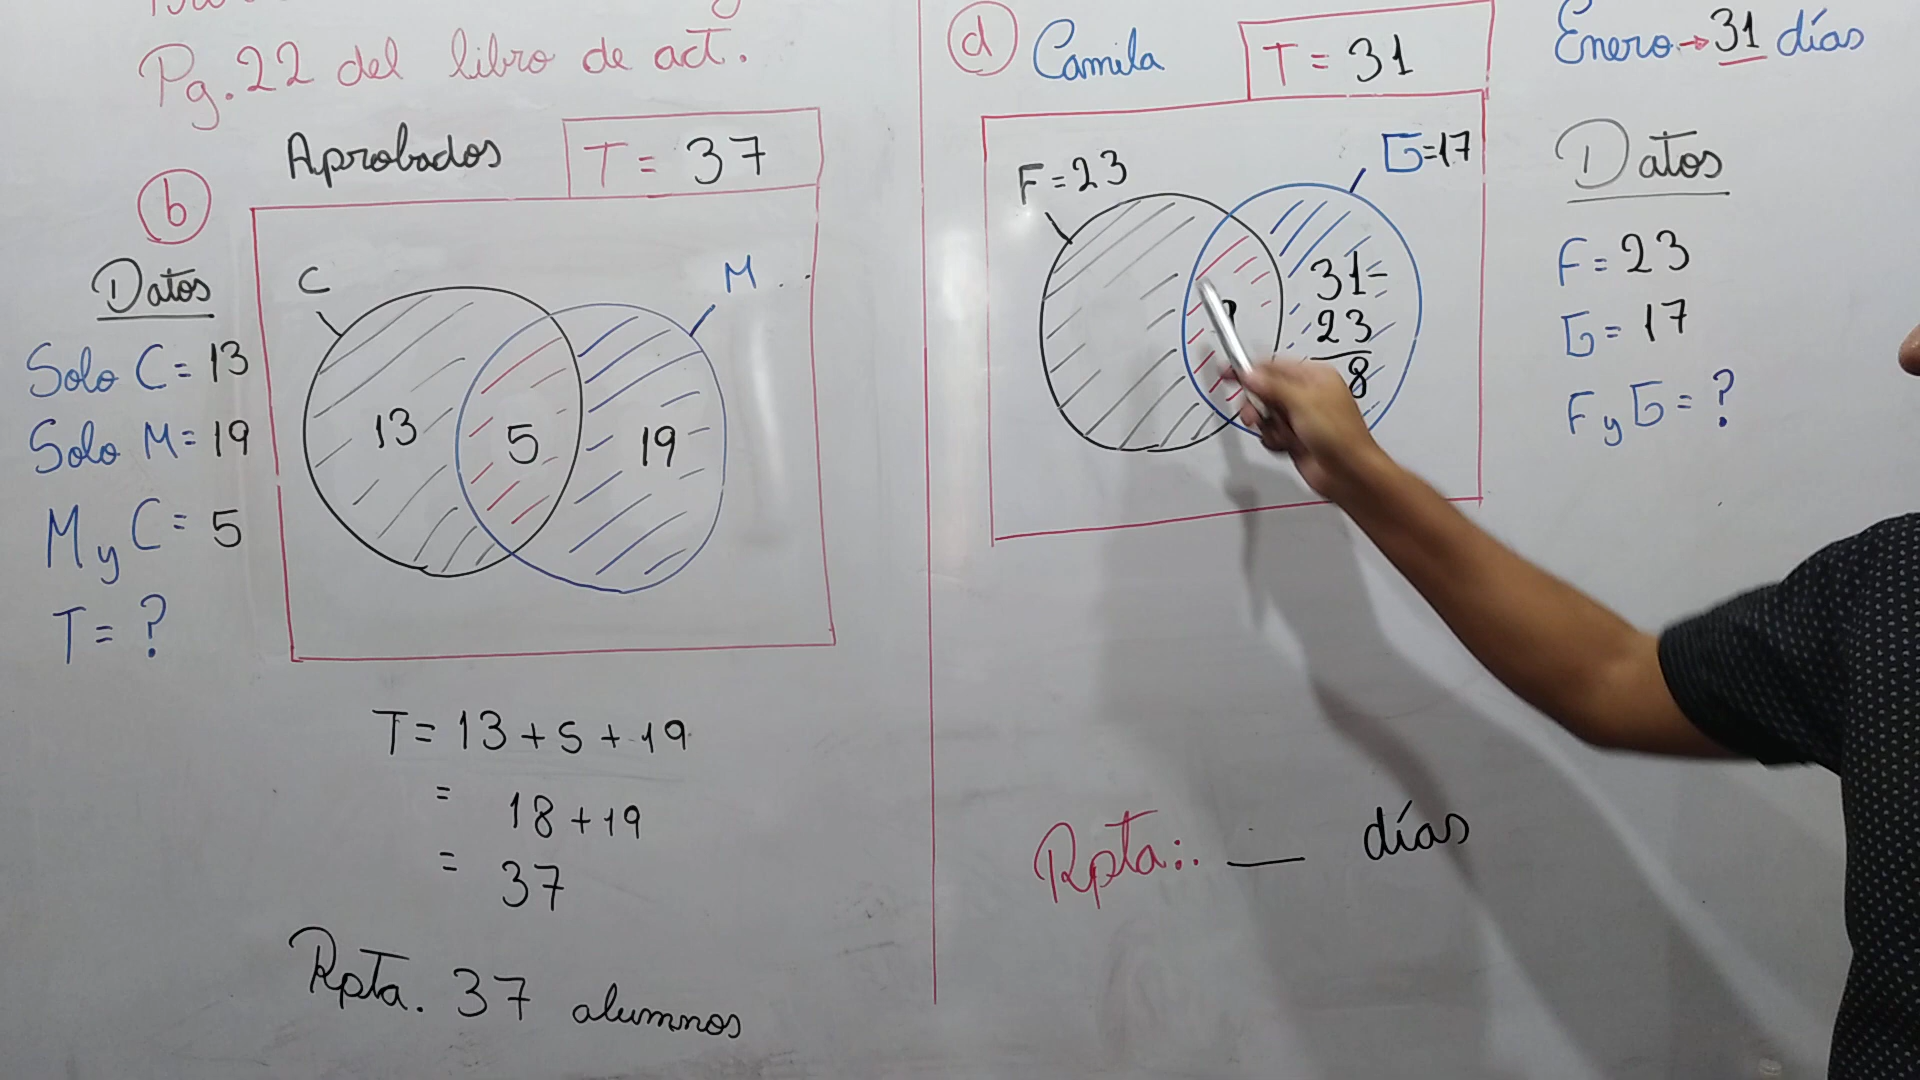 Pg. 22 del libro de act.
b
Aprobados
T = 37
Datos
Solo C = 13
Solo M = 19
M y C = 5
T = ?
C
M
13
5
19
T = 13 + 5 + 19
= 18 + 19
= 37
Rpta. 37 alumnos
d Camila
T = 31
Enero → 31 días
F = 23
G = 17
31 -
23
8
Datos
F = 23
G = 17
F y G = ?
Rpta:. __ días